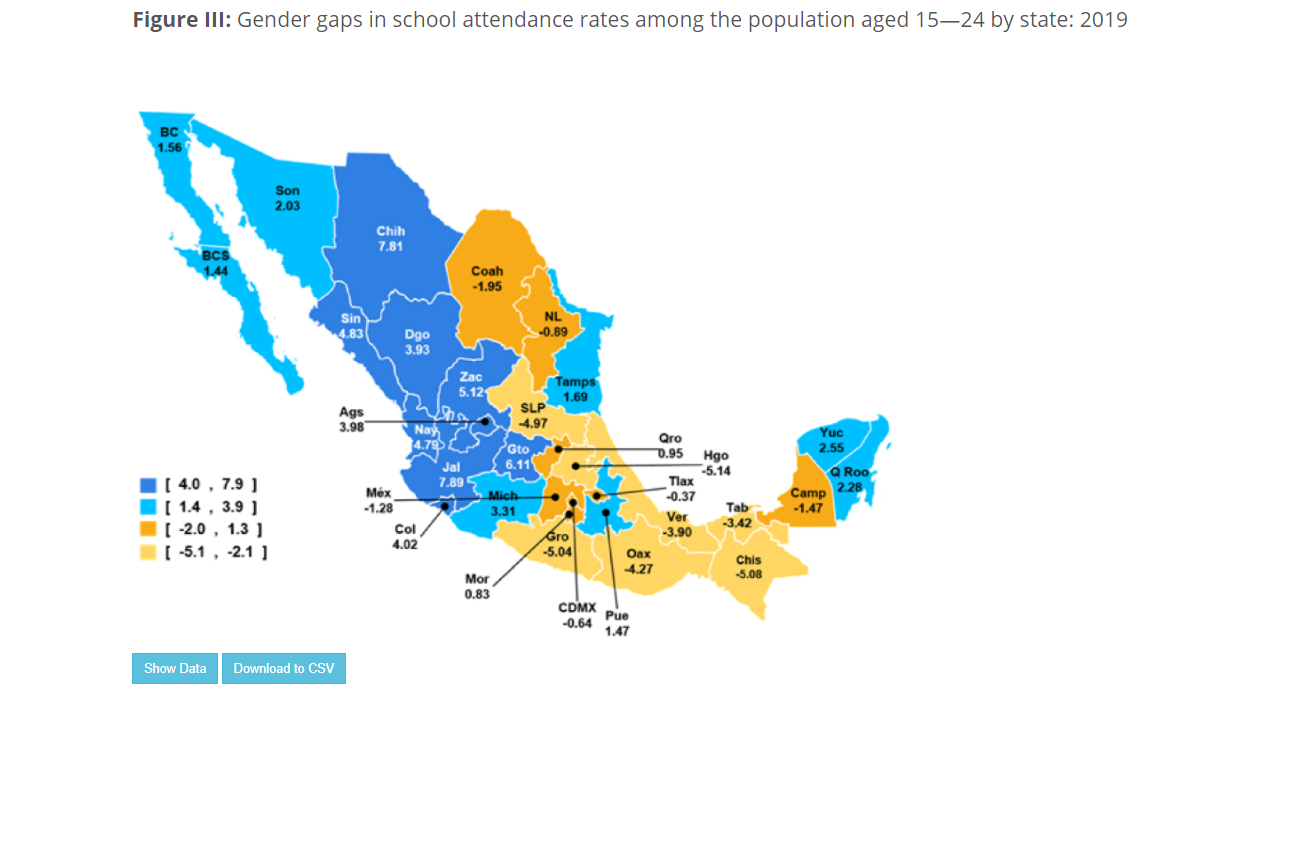 Figure III: Gender gaps in school attendance rates among the population aged 15—24 by state: 2019
BC
1.56
Son
2.03
BCS
1.44
Chih
7.81
Coah
-1.95
NL
-0.89
Sin
4.83
Dgo
3.93
Zac
5.12
Tamps
1.69
SLP
-4.97
Ags
3.98
Nay
4.79
Gto
6.11
Jal
7.89
Qro
0.95
Hgo
-5.14
Tlax
-0.37
Yuc
2.55
Q Roo
2.28
Camp
-1.47
Méx
-1.28
Mich
3.31
Col
4.02
Tab
-3.42
Ver
-3.90
Gro
-5.04
Oax
-4.27
Chis
-5.08
Mor
0.83
CDMX
-0.64
Pue
1.47
[ 4.0 , 7.9 ]
[ 1.4 , 3.9 ]
[ -2.0 , 1.3 ]
[ -5.1 , -2.1 ]
Show Data
Download to CSV